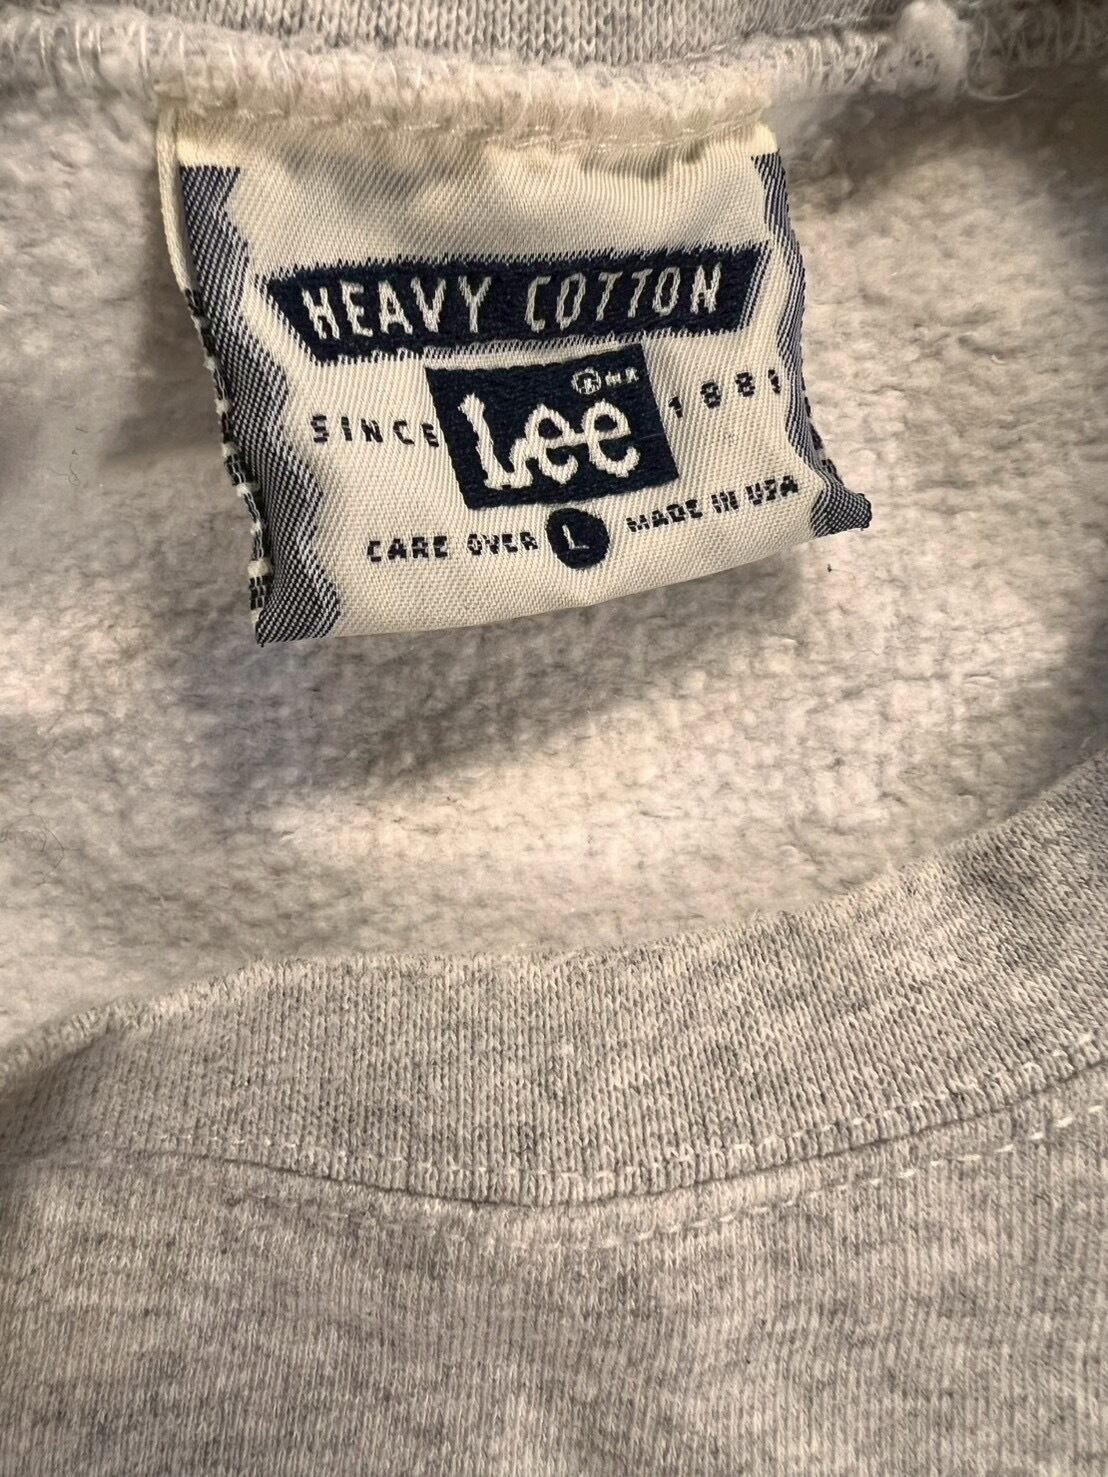 HEAVY COTTON
Lee ®
SINCE 1889
CARE OVER L MADE IN USA